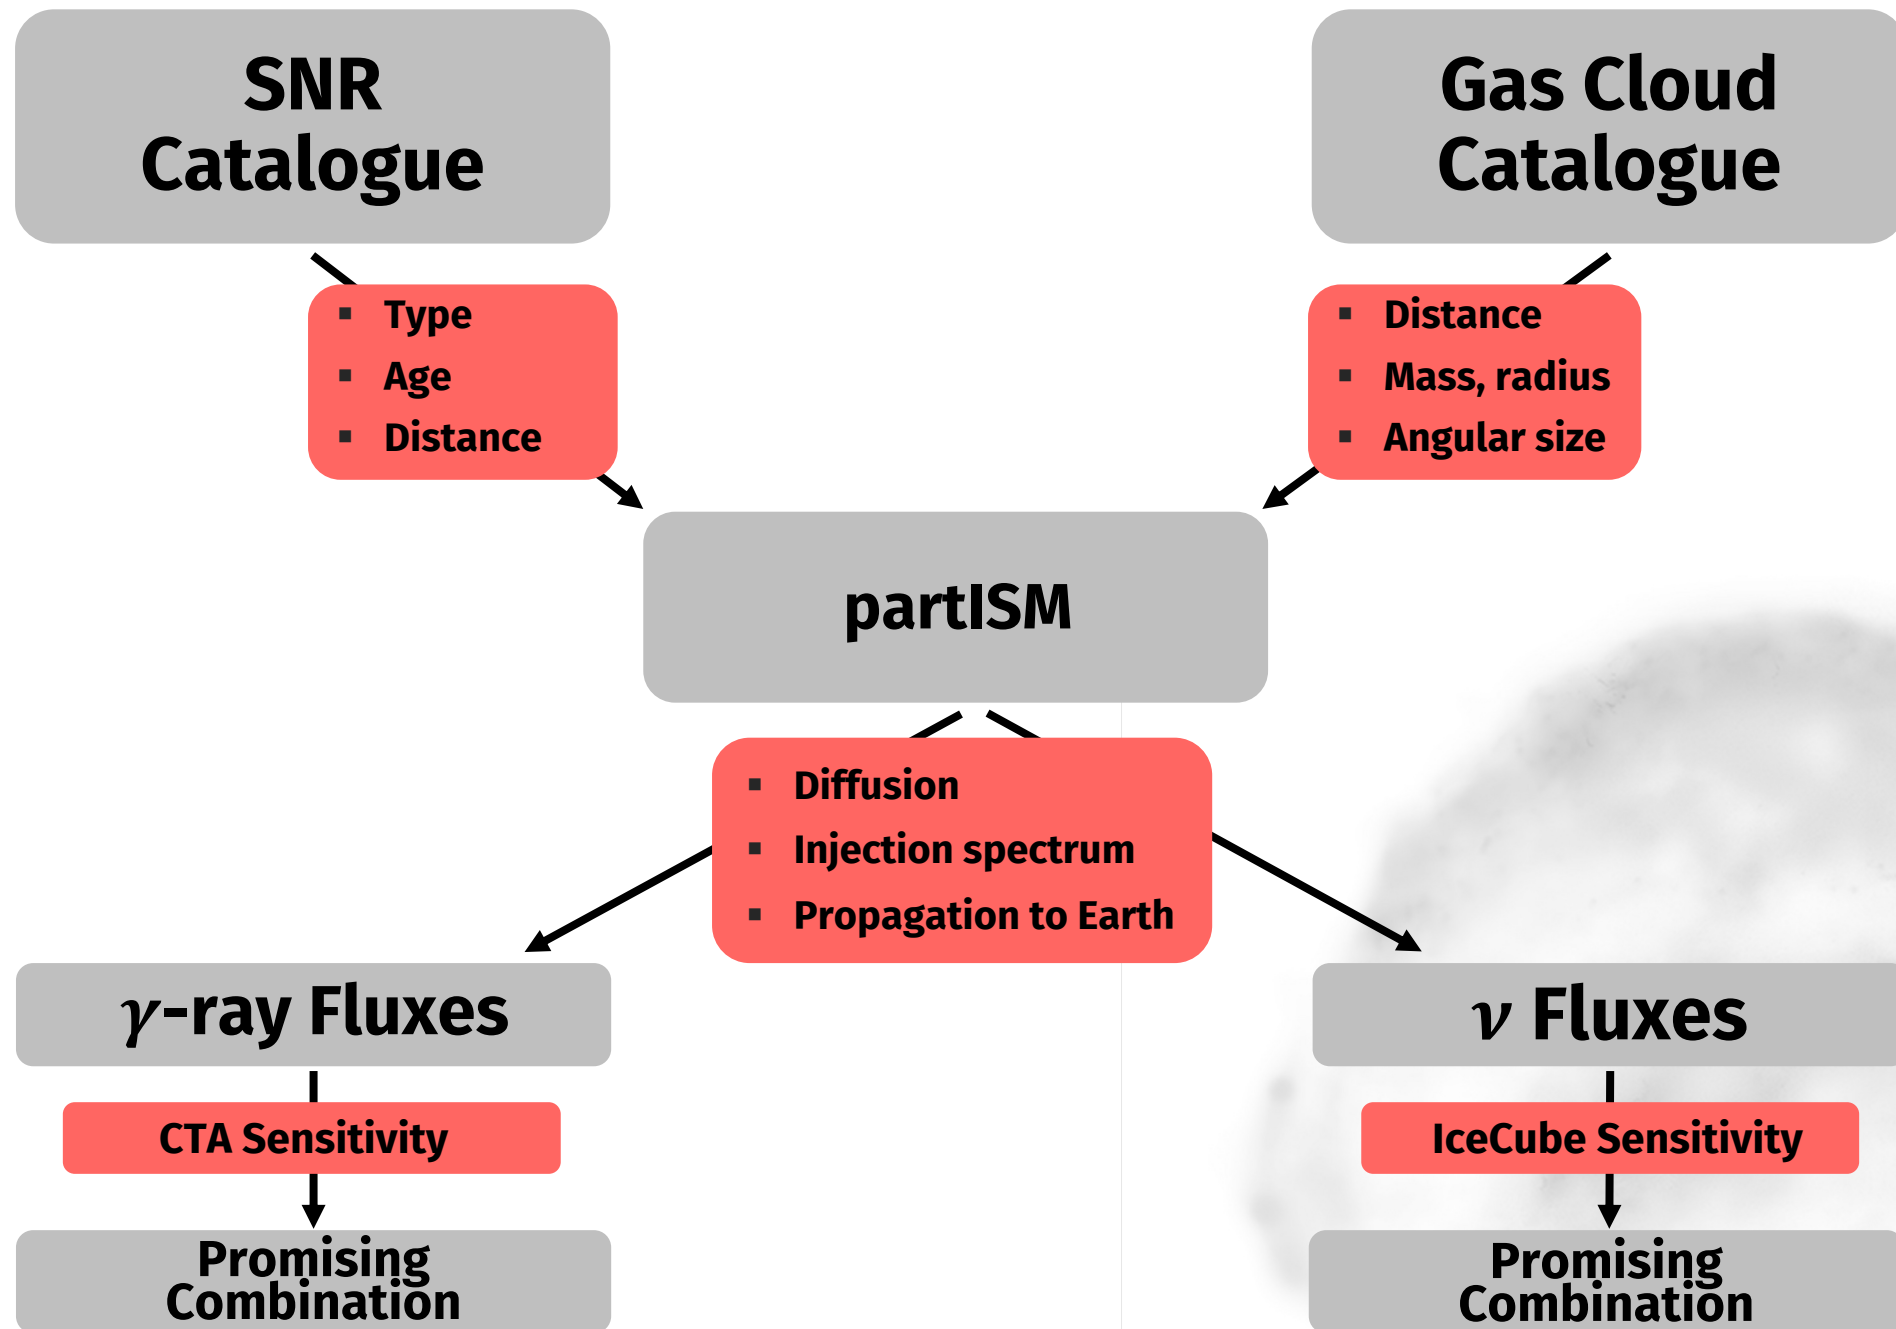 SNR
Catalogue
Gas Cloud
Catalogue
▪ Type
▪ Age
▪ Distance
▪ Distance
▪ Mass, radius
▪ Angular size
partISM
▪ Diffusion
▪ Injection spectrum
▪ Propagation to Earth
γ-ray Fluxes
ν Fluxes
CTA Sensitivity
IceCube Sensitivity
Promising
Combination
Promising
Combination